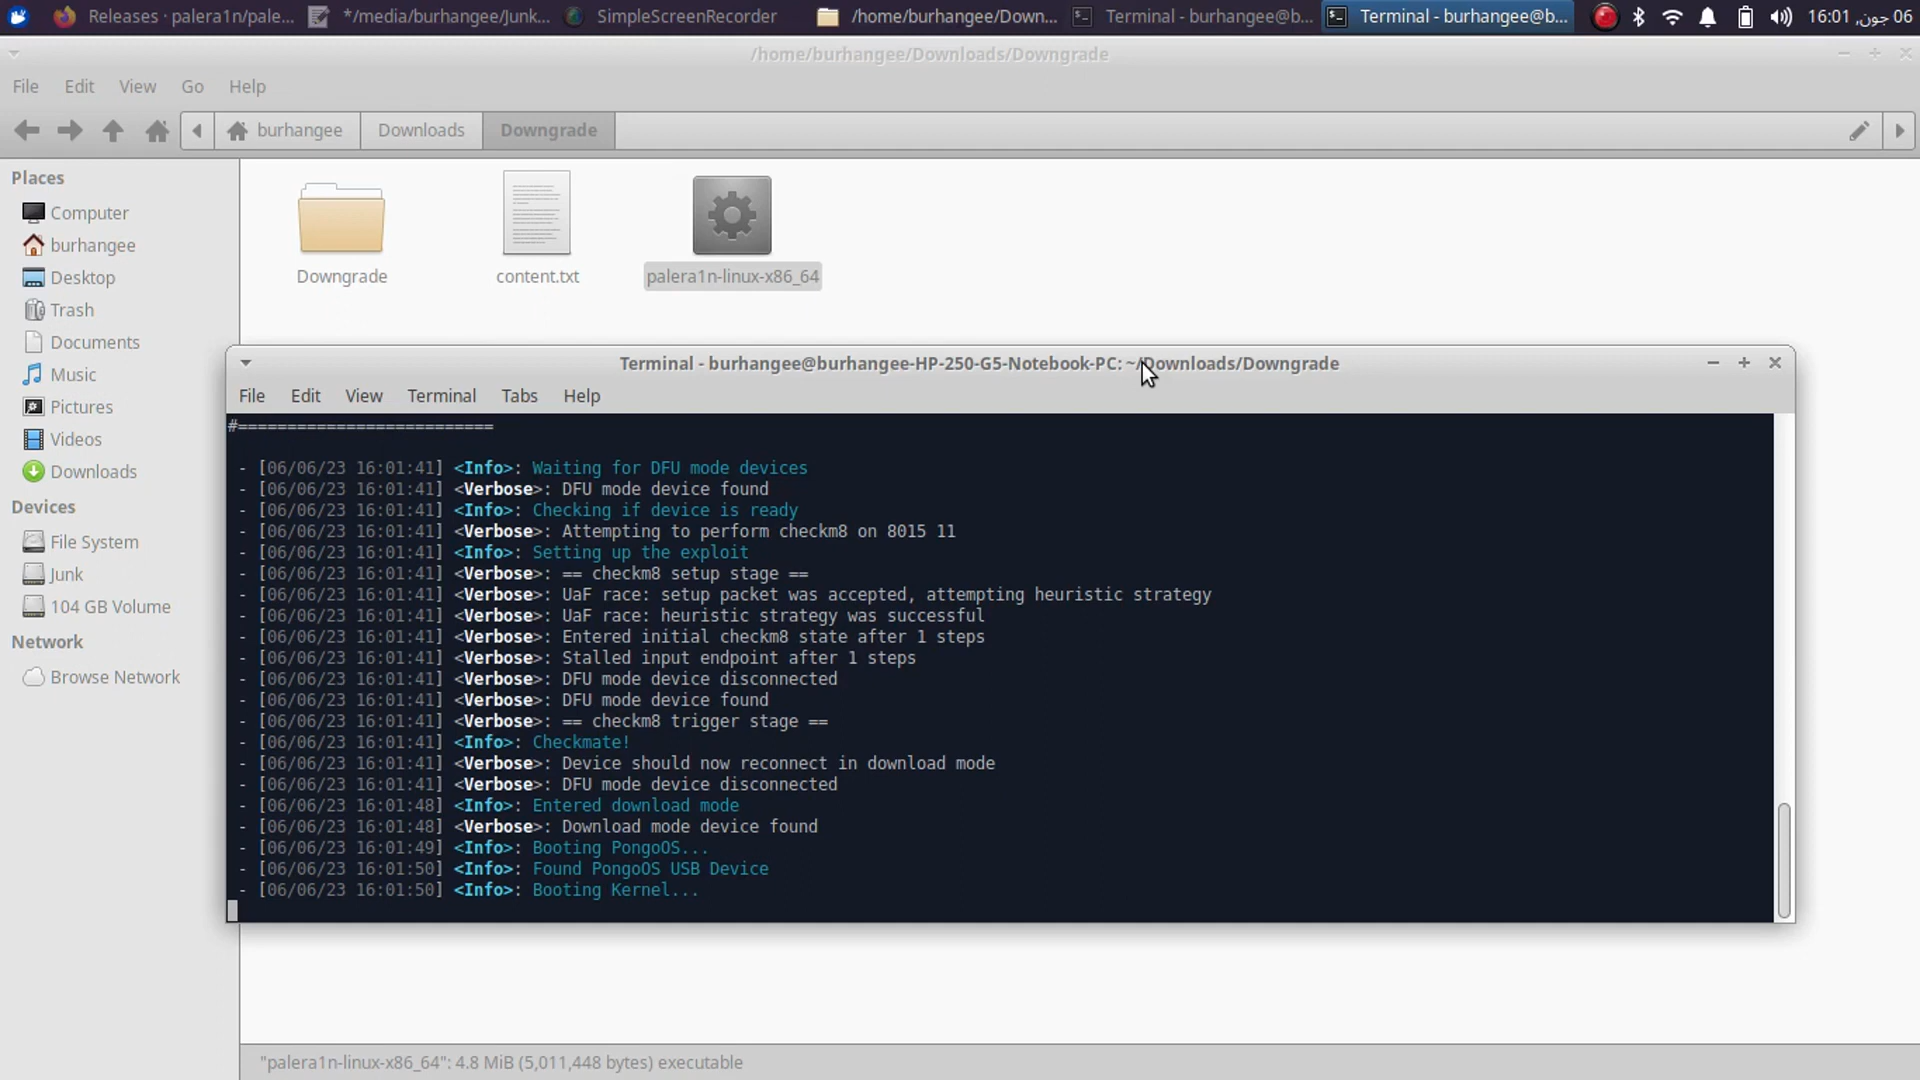 Releases · palera1n/pale...
*/media/burhangee/Junk...
SimpleScreenRecorder
/home/burhangee/Down...
Terminal - burhangee@b...
Terminal - burhangee@b...
16:01 ,06 جون
/home/burhangee/Downloads/Downgrade
File Edit View Go Help
burhangee Downloads Downgrade
Places
Computer
burhangee
Desktop
Trash
Documents
Music
Pictures
Videos
Downloads
Devices
File System
Junk
104 GB Volume
Network
Browse Network
Downgrade
content.txt
palera1n-linux-x86_64
Terminal - burhangee@burhangee-HP-250-G5-Notebook-PC: ~/Downloads/Downgrade
File Edit View Terminal Tabs Help
#==========================
- [06/06/23 16:01:41] <Info>: Waiting for DFU mode devices
- [06/06/23 16:01:41] <Verbose>: DFU mode device found
- [06/06/23 16:01:41] <Info>: Checking if device is ready
- [06/06/23 16:01:41] <Verbose>: Attempting to perform checkm8 on 8015 11
- [06/06/23 16:01:41] <Info>: Setting up the exploit
- [06/06/23 16:01:41] <Verbose>: == checkm8 setup stage ==
- [06/06/23 16:01:41] <Verbose>: UaF race: setup packet was accepted, attempting heuristic strategy
- [06/06/23 16:01:41] <Verbose>: UaF race: heuristic strategy was successful
- [06/06/23 16:01:41] <Verbose>: Entered initial checkm8 state after 1 steps
- [06/06/23 16:01:41] <Verbose>: Stalled input endpoint after 1 steps
- [06/06/23 16:01:41] <Verbose>: DFU mode device disconnected
- [06/06/23 16:01:41] <Verbose>: DFU mode device found
- [06/06/23 16:01:41] <Verbose>: == checkm8 trigger stage ==
- [06/06/23 16:01:41] <Info>: Checkmate!
- [06/06/23 16:01:41] <Verbose>: Device should now reconnect in download mode
- [06/06/23 16:01:41] <Verbose>: DFU mode device disconnected
- [06/06/23 16:01:48] <Info>: Entered download mode
- [06/06/23 16:01:48] <Verbose>: Download mode device found
- [06/06/23 16:01:49] <Info>: Booting PongoOS...
- [06/06/23 16:01:50] <Info>: Found PongoOS USB Device
- [06/06/23 16:01:50] <Info>: Booting Kernel...
"palera1n-linux-x86_64": 4.8 MiB (5,011,448 bytes) executable